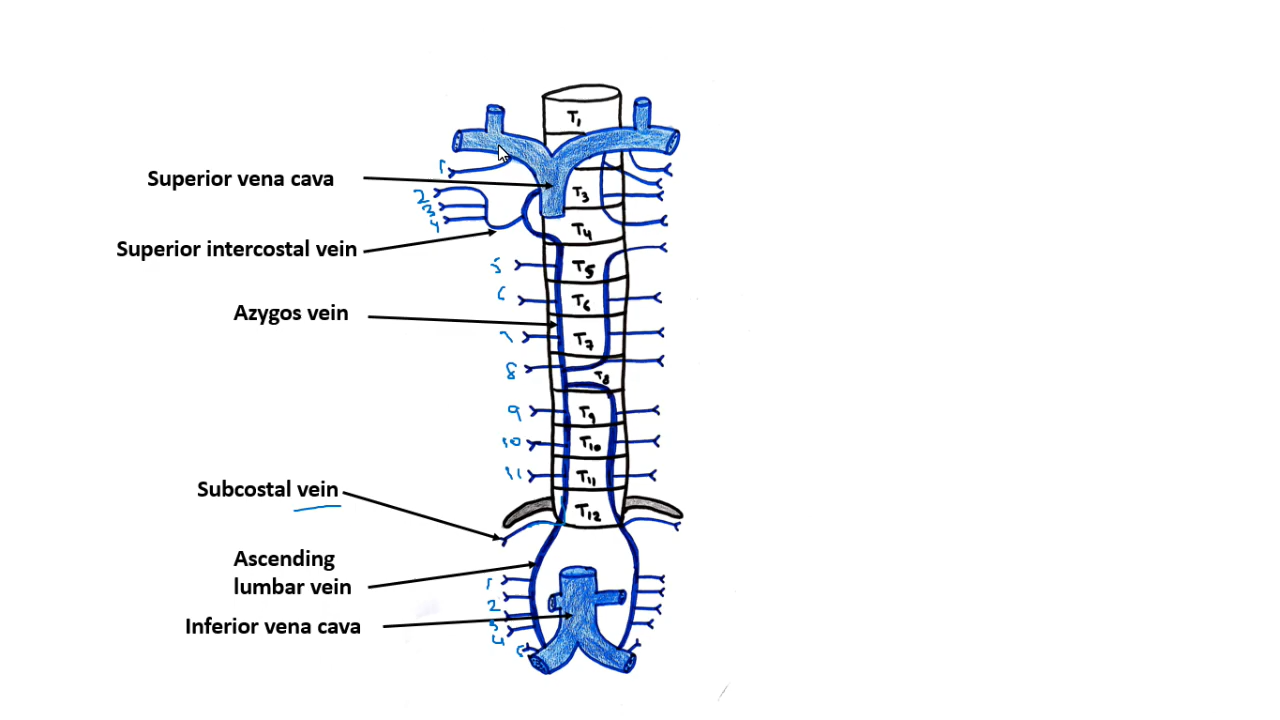 T1
1
Superior vena cava
2
T3
3
4
T4
Superior intercostal vein
5
T5
6
T6
Azygos vein
7
T7
8
T8
9
T9
10
T10
11
T11
Subcostal vein
T12
Ascending
lumbar vein
1
2
3
Inferior vena cava
4
5